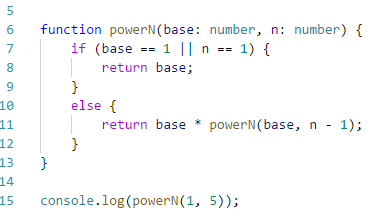 5
6 function powerN(base: number, n: number) {
7     if (base == 1 || n == 1) {
8         return base;
9     }
10     else {
11         return base * powerN(base, n - 1);
12     }
13 }
14
15 console.log(powerN(1, 5));